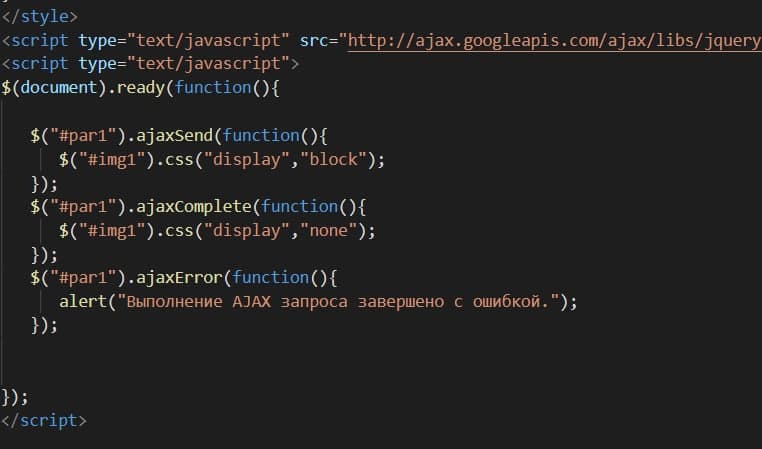 </style>
<script type="text/javascript" src="http://ajax.googleapis.com/ajax/libs/jquery
<script type="text/javascript">
$(document).ready(function(){
$("#par1").ajaxSend(function(){
$("#img1").css("display","block");
});
$("#par1").ajaxComplete(function(){
$("#img1").css("display","none");
});
$("#par1").ajaxError(function(){
alert("Выполнение AJAX запроса завершено с ошибкой.");
});
});
</script>